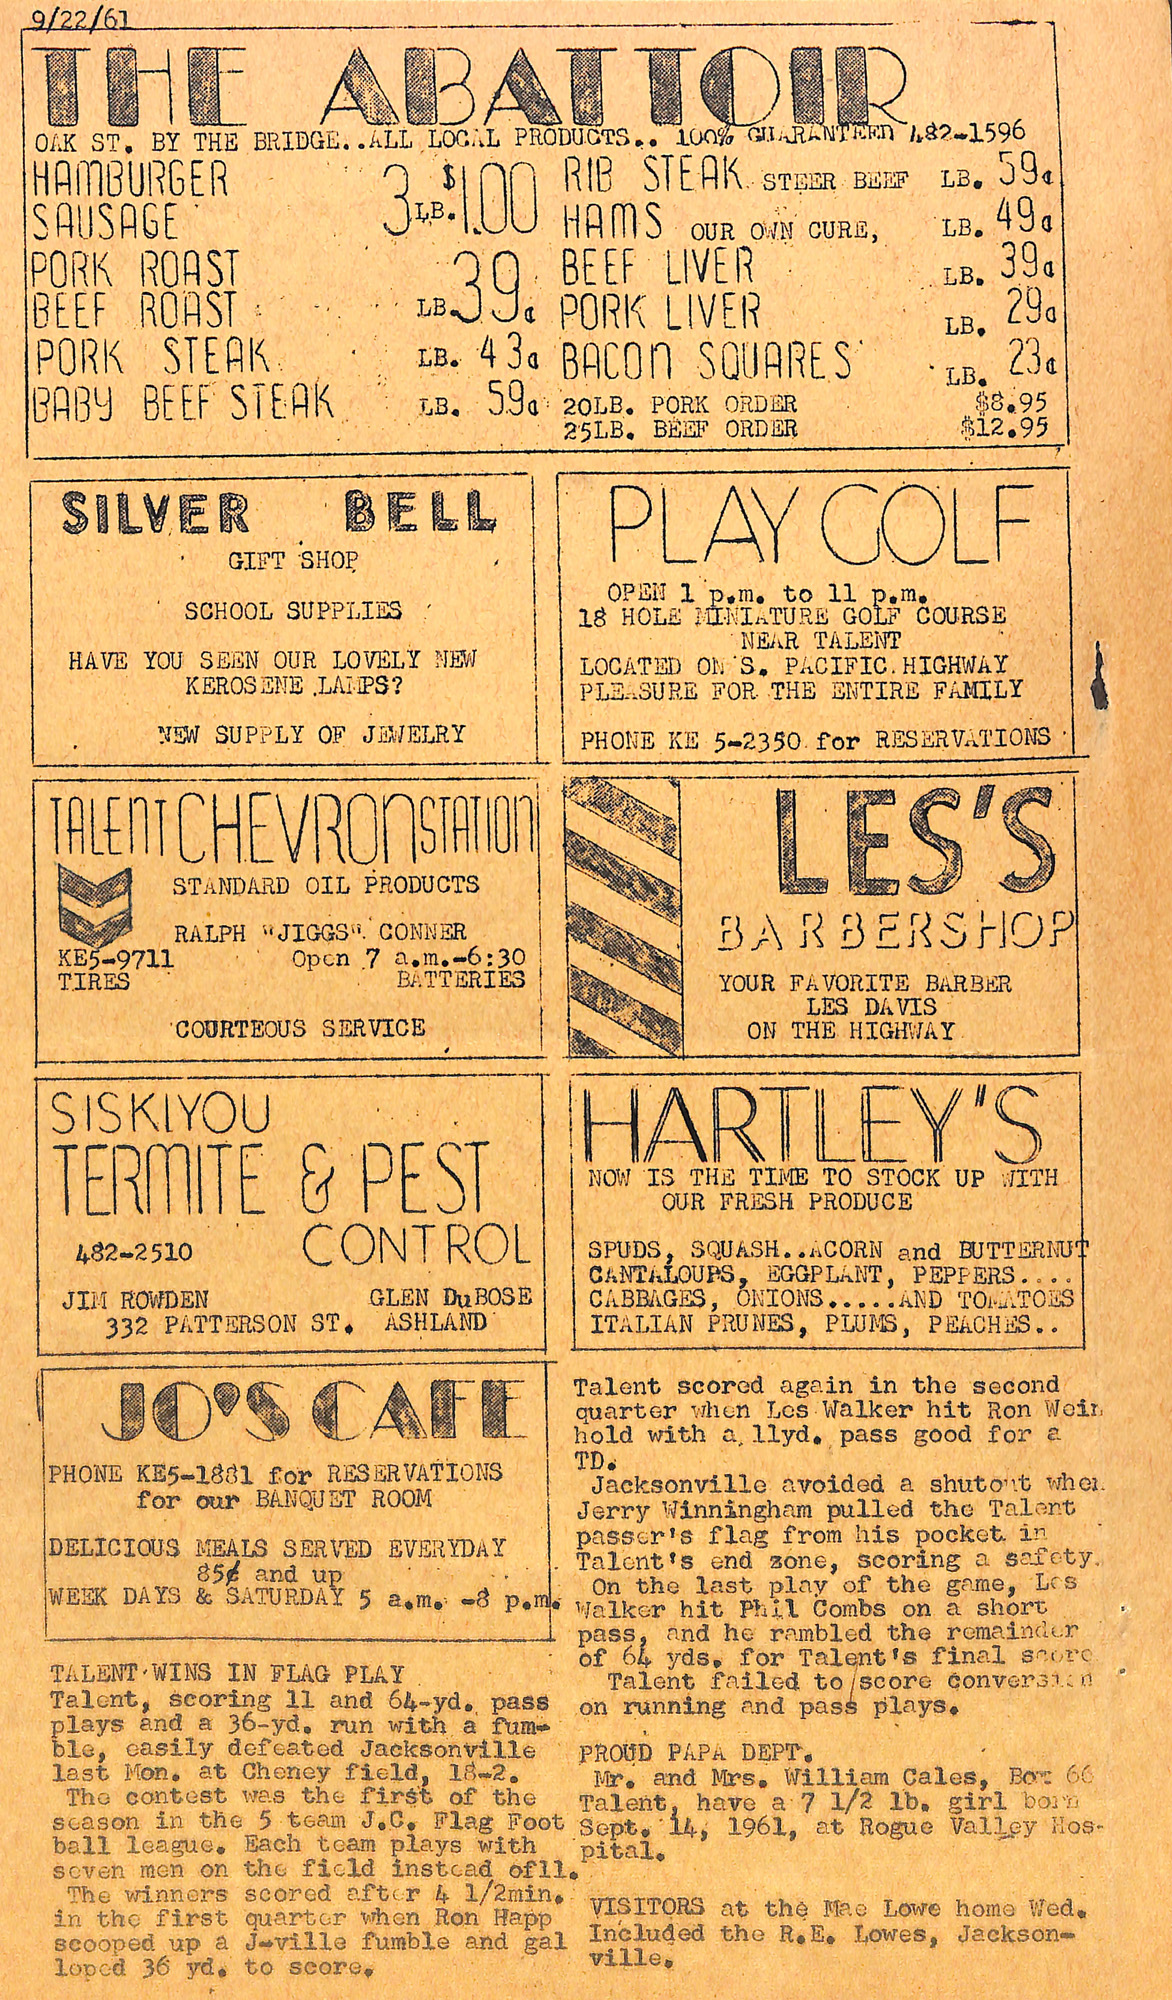 9/22/61
THE ABATTOIR
OAK ST. BY THE BRIDGE..ALL LOCAL PRODUCTS.. 100% GUARANTEED 482-1596
HAMBURGER
SAUSAGE
3 LB. $1.00
PORK ROAST
BEEF ROAST
LB. 39¢
PORK STEAK LB. 43¢
BABY BEEF STEAK LB. 59¢
RIB STEAK STEER BEEF LB. 59¢
HAMS OUR OWN CURE, LB. 49¢
BEEF LIVER LB. 39¢
PORK LIVER LB. 29¢
BACON SQUARES LB. 23¢
20LB. PORK ORDER $8.95
25LB. BEEF ORDER $12.95
SILVER BELL
GIFT SHOP
SCHOOL SUPPLIES
HAVE YOU SEEN OUR LOVELY NEW
KEROSENE LAMPS?
NEW SUPPLY OF JEWELRY
PLAY GOLF
OPEN 1 p.m. to 11 p.m.
18 HOLE MINIATURE GOLF COURSE
NEAR TALENT
LOCATED ON S. PACIFIC HIGHWAY
PLEASURE FOR THE ENTIRE FAMILY
PHONE KE 5-2350 for RESERVATIONS
TALENT CHEVRON STATION
STANDARD OIL PRODUCTS
RALPH "JIGGS" CONNER
KE5-9711 Open 7 a.m.-6:30
TIRES BATTERIES
COURTEOUS SERVICE
LES'S
BARBERSHOP
YOUR FAVORITE BARBER
LES DAVIS
ON THE HIGHWAY
SISKIYOU
TERMITE & PEST
CONTROL
482-2510
JIM ROWDEN GLEN DuBOSE
332 PATTERSON ST. ASHLAND
HARTLEY'S
NOW IS THE TIME TO STOCK UP WITH
OUR FRESH PRODUCE
SPUDS, SQUASH..ACORN and BUTTERNUT
CANTALOUPS, EGGPLANT, PEPPERS....
CABBAGES, ONIONS.....AND TOMATOES
ITALIAN PRUNES, PLUMS, PEACHES..
JO'S CAFE
PHONE KE5-1881 for RESERVATIONS
for our BANQUET ROOM
DELICIOUS MEALS SERVED EVERYDAY
85¢ and up
WEEK DAYS & SATURDAY 5 a.m. -8 p.m.
TALENT WINS IN FLAG PLAY
Talent, scoring 11 and 64-yd. pass
plays and a 36-yd. run with a fum-
ble, easily defeated Jacksonville
last Mon. at Cheney field, 18-2.
The contest was the first of the
season in the 5 team J.C. Flag Foot
ball league. Each team plays with
seven men on the field instead of11.
The winners scored after 4 1/2min.
in the first quarter when Ron Happ
scooped up a J-ville fumble and gal
loped 36 yd. to score.
Talent scored again in the second
quarter when Les Walker hit Ron Wein
hold with a 11yd. pass good for a
TD.
Jacksonville avoided a shutout when
Jerry Winningham pulled the Talent
passer's flag from his pocket in
Talent's end zone, scoring a safety.
On the last play of the game, Les
Walker hit Phil Combs on a short
pass, and he rambled the remainder
of 64 yds. for Talent's final score
Talent failed to score conversion
on running and pass plays.
PROUD PAPA DEPT.
Mr. and Mrs. William Cales, Box 66
Talent, have a 7 1/2 lb. girl born
Sept. 14, 1961, at Rogue Valley Hos-
pital.
VISITORS at the Mae Lowe home Wed.
Included the R.E. Lowes, Jackson-
ville.